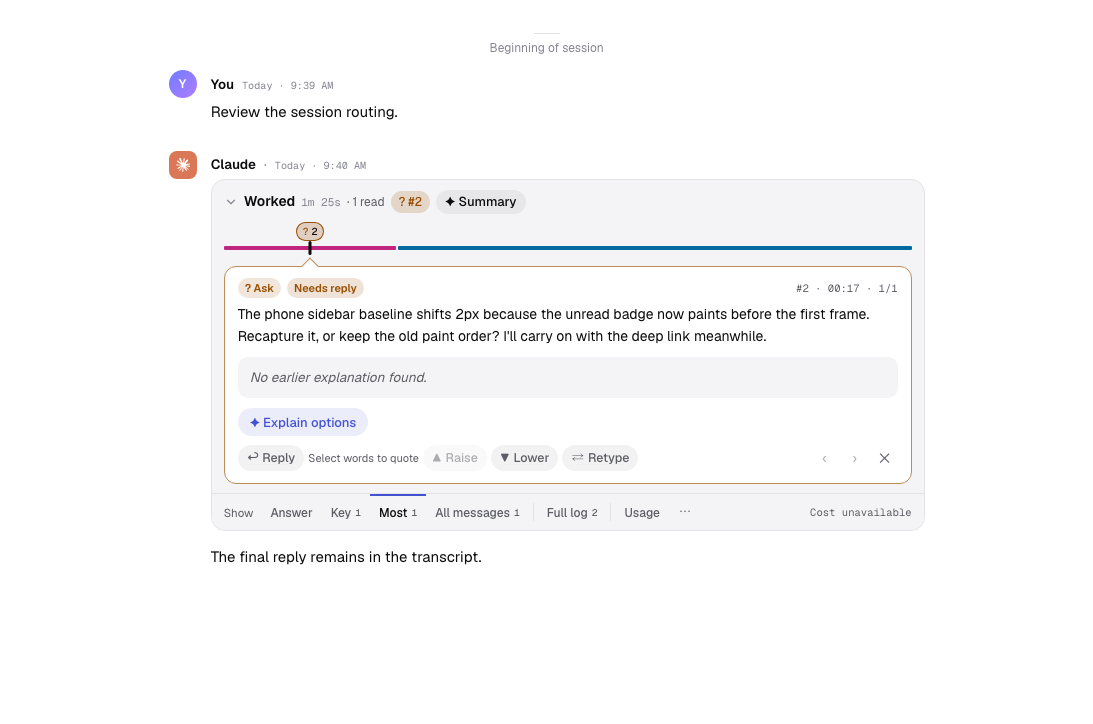 Beginning of session
Y
You Today · 9:39 AM
Review the session routing.
Claude · Today · 9:40 AM
Worked 1m 25s · 1 read ? #2 ✦ Summary
? 2
? Ask Needs reply #2 · 00:17 · 1/1
The phone sidebar baseline shifts 2px because the unread badge now paints before the first frame.
Recapture it, or keep the old paint order? I'll carry on with the deep link meanwhile.
No earlier explanation found.
✦ Explain options
↩ Reply Select words to quote ▲ Raise ▼ Lower ⇄ Retype ‹ › ✕
Show Answer Key 1 Most 1 All messages 1 Full log 2 Usage ··· Cost unavailable
The final reply remains in the transcript.